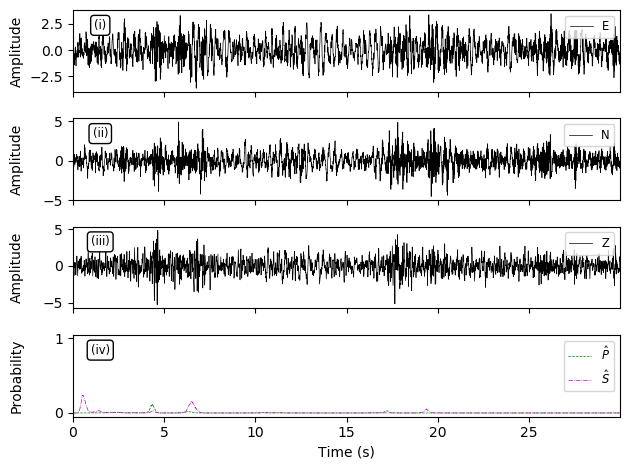 Amplitude
2.5
0.0
−2.5
(i)
E
Amplitude
5
0
−5
(ii)
N
Amplitude
5
0
−5
(iii)
Z
Probability
1
0
(iv)
P̂
Ŝ
0 5 10 15 20 25
Time (s)